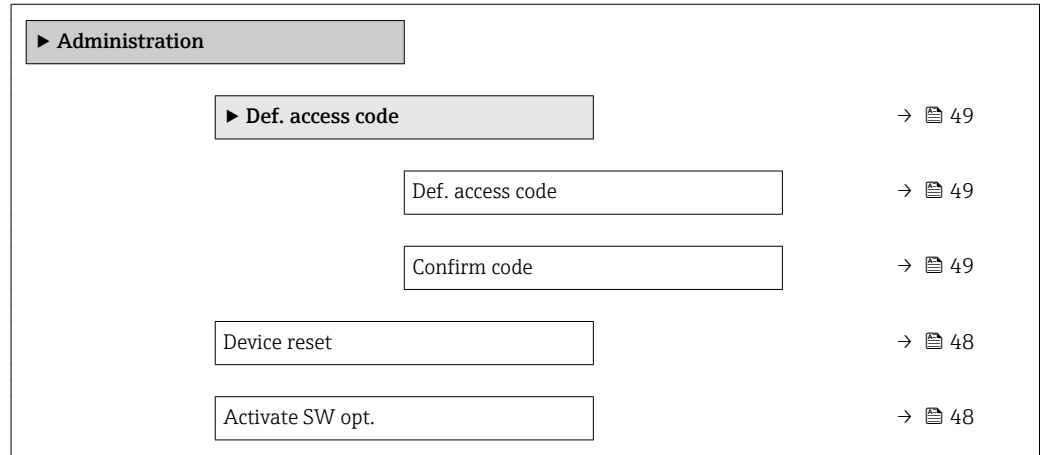 ▶ Administration
▶ Def. access code → 🖹 49
Def. access code → 🖹 49
Confirm code → 🖹 49
Device reset → 🖹 48
Activate SW opt. → 🖹 48